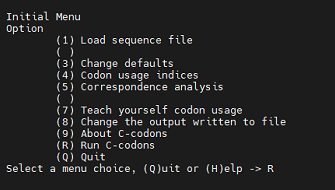 Initial Menu
Option
(1) Load sequence file
( )
(3) Change defaults
(4) Codon usage indices
(5) Correspondence analysis
( )
(7) Teach yourself codon usage
(8) Change the output written to file
(9) About C-codons
(R) Run C-codons
(Q) Quit
Select a menu choice, (Q)uit or (H)elp -> R